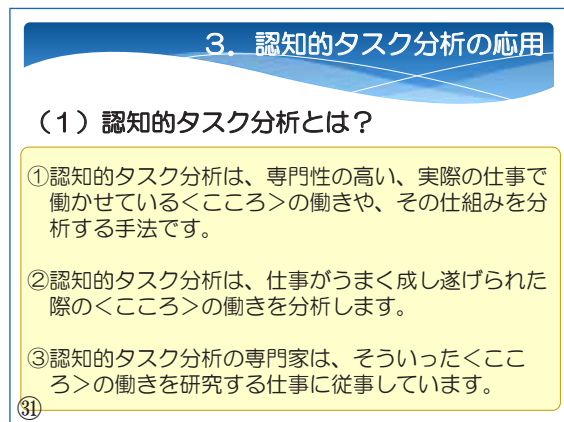 3．認知的タスク分析の応用
（1）認知的タスク分析とは？
①認知的タスク分析は、専門性の高い、実際の仕事で
働かせている＜こころ＞の働きや、その仕組みを分
析する手法です。
②認知的タスク分析は、仕事がうまく成し遂げられた
際の＜こころ＞の働きを分析します。
③認知的タスク分析の専門家は、そういった＜ここ
ろ＞の働きを研究する仕事に従事しています。
㉛